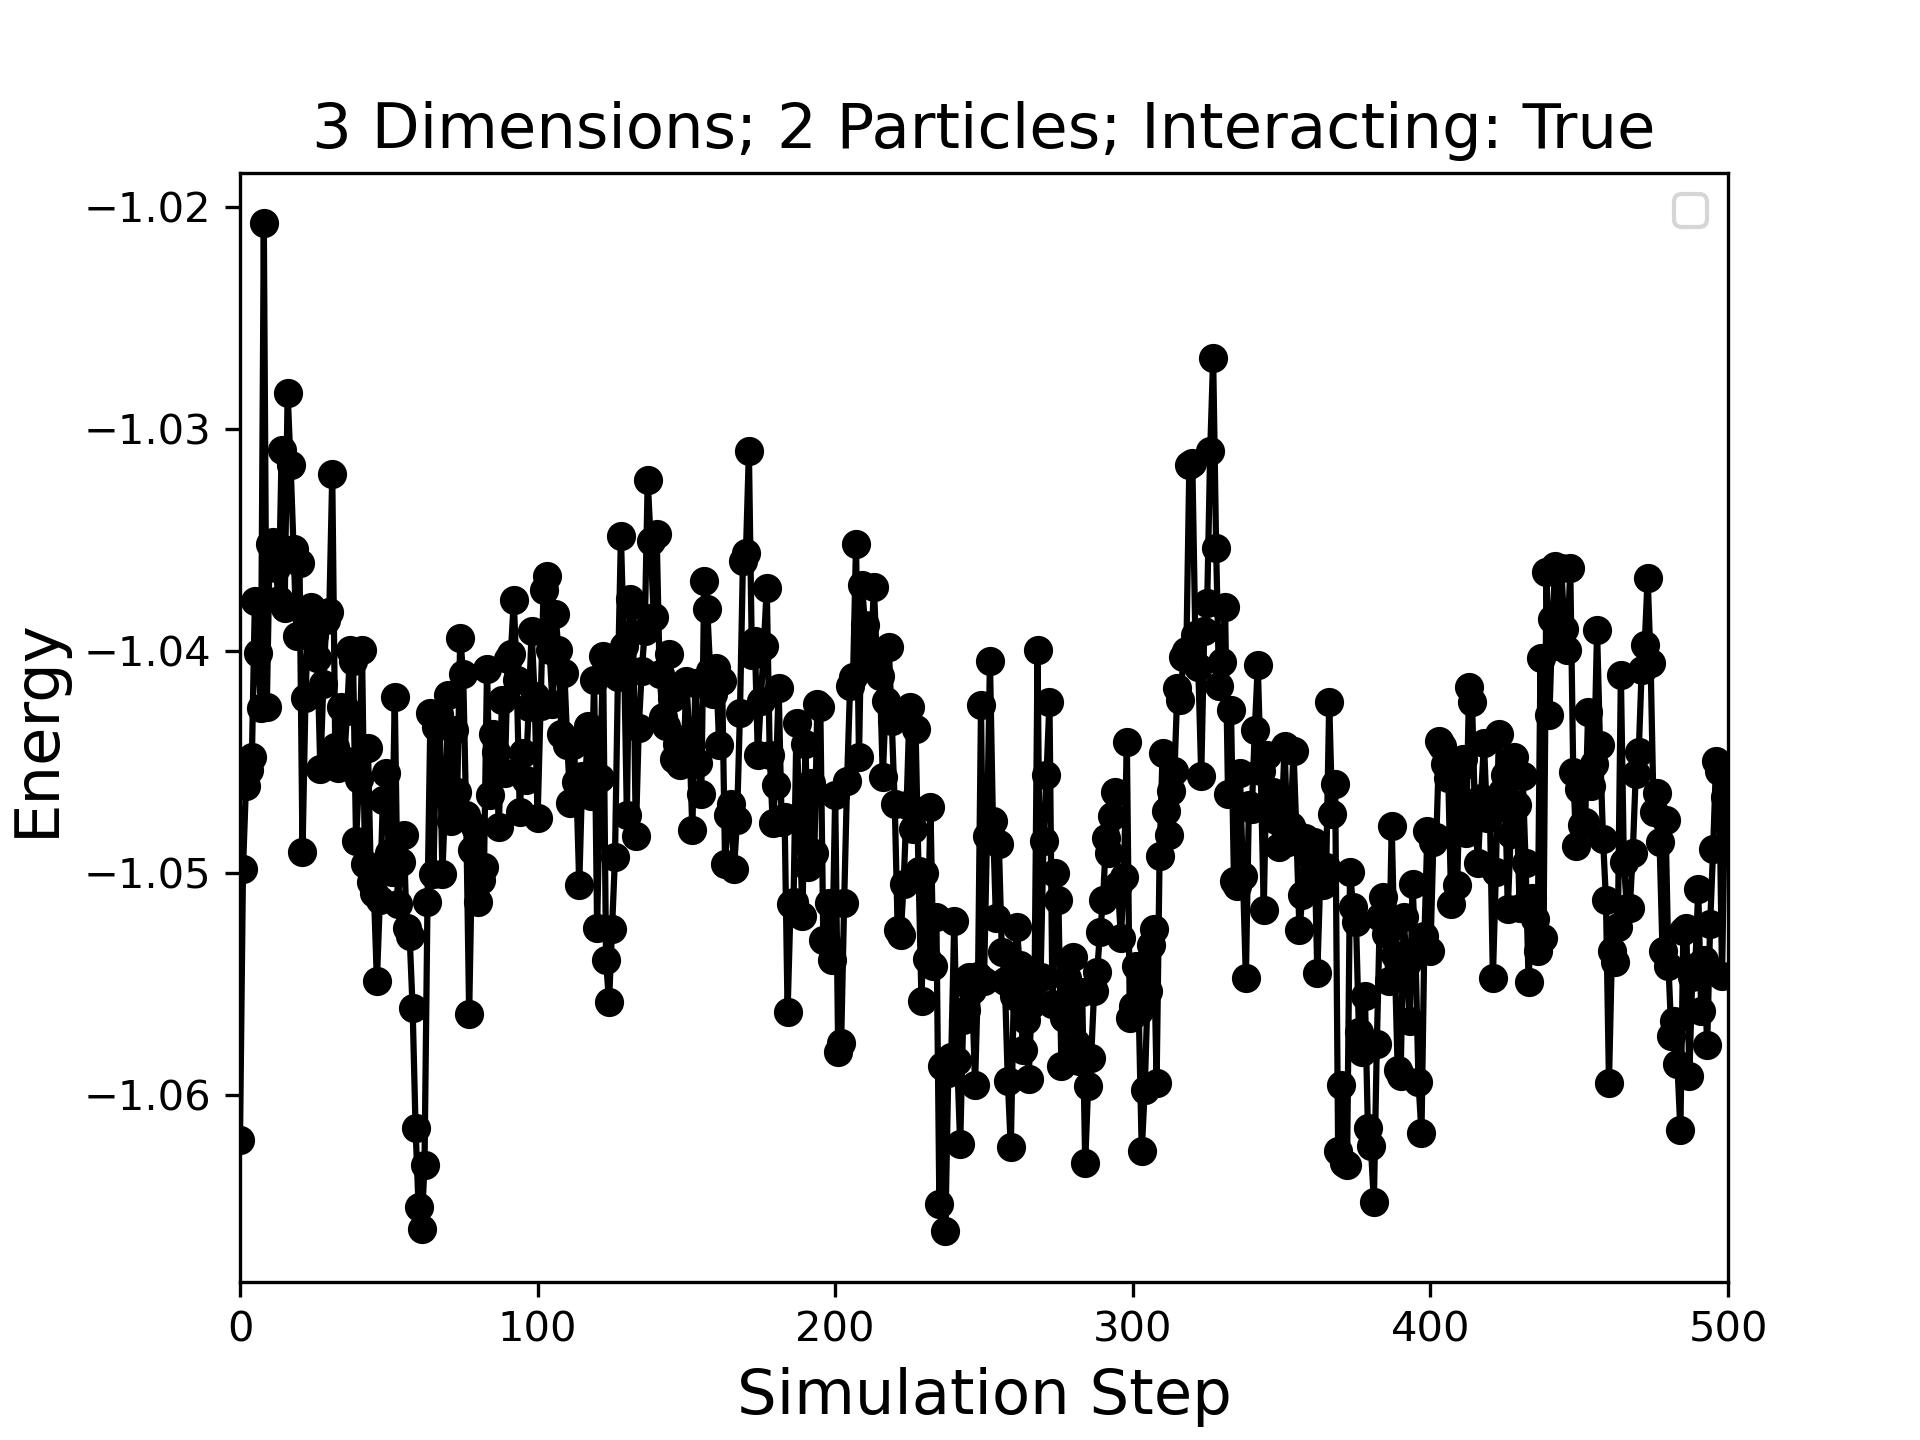 3 Dimensions; 2 Particles; Interacting: True
−1.02
−1.03
−1.04
−1.05
−1.06
Energy
0 100 200 300 400 500
Simulation Step